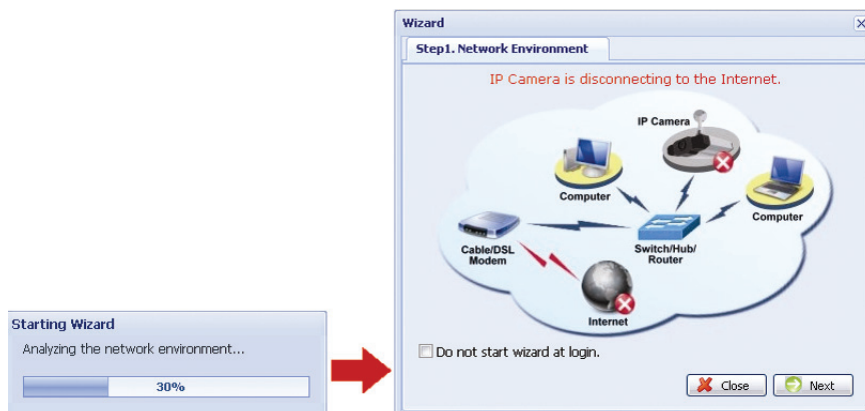 Starting Wizard
Analyzing the network environment...
30%
Wizard
Step1. Network Environment
IP Camera is disconnecting to the Internet.
IP Camera
Computer
Computer
Cable/DSL
Modem
Switch/Hub/
Router
Internet
Do not start wizard at login.
Close
Next